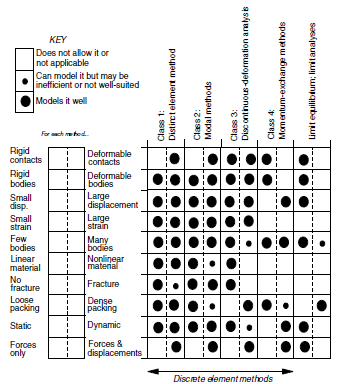 KEY
Does not allow it or
not applicable
Can model it but may be
inefficient or not well-suited
Models it well
For each method...
Class 1:
Distinct element method
Class 2:
Modal methods
Class 3:
Discontinuous-deformation analysis
Class 4:
Momentum-exchange methods
Limit equilibrium; limit analyses
Rigid
contacts
Deformable
contacts
Rigid
bodies
Deformable
bodies
Small
disp.
Large
displacement
Small
strain
Large
strain
Few
bodies
Many
bodies
Linear
material
Nonlinear
material
No
fracture
Fracture
Loose
packing
Dense
packing
Static
Dynamic
Forces
only
Forces &
displacements
Discrete element methods